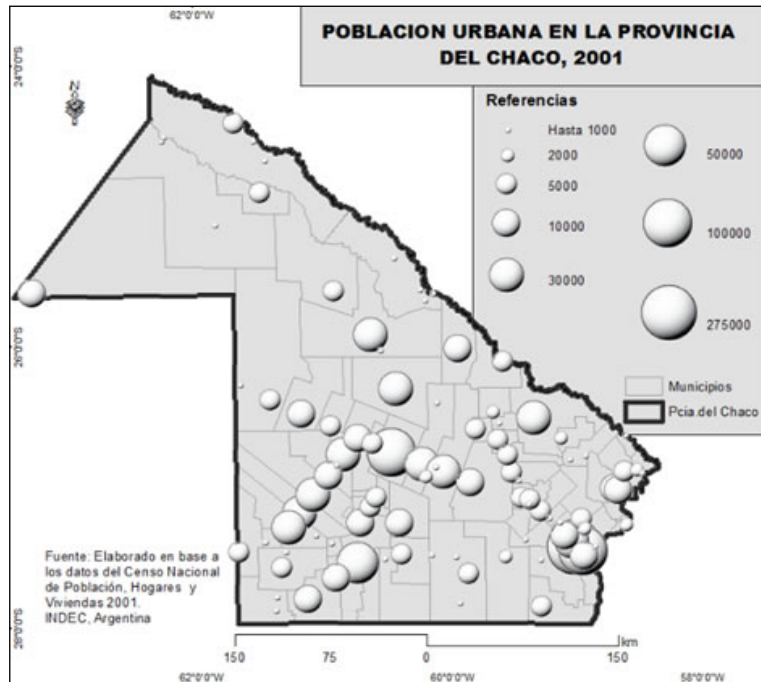 POBLACION URBANA EN LA PROVINCIA
DEL CHACO, 2001
62°0'0"W
24°0'0"S
26°0'0"S
28°0'0"S
Referencias
Hasta 1000
2000
5000
10000
30000
50000
100000
275000
Municipios
Pcia.del Chaco
Fuente: Elaborado en base a
los datos del Censo Nacional
de Población, Hogares y
Viviendas 2001.
INDEC, Argentina
km
150 75 0 150
62°0'0"W 60°0'0"W 58°0'0"W